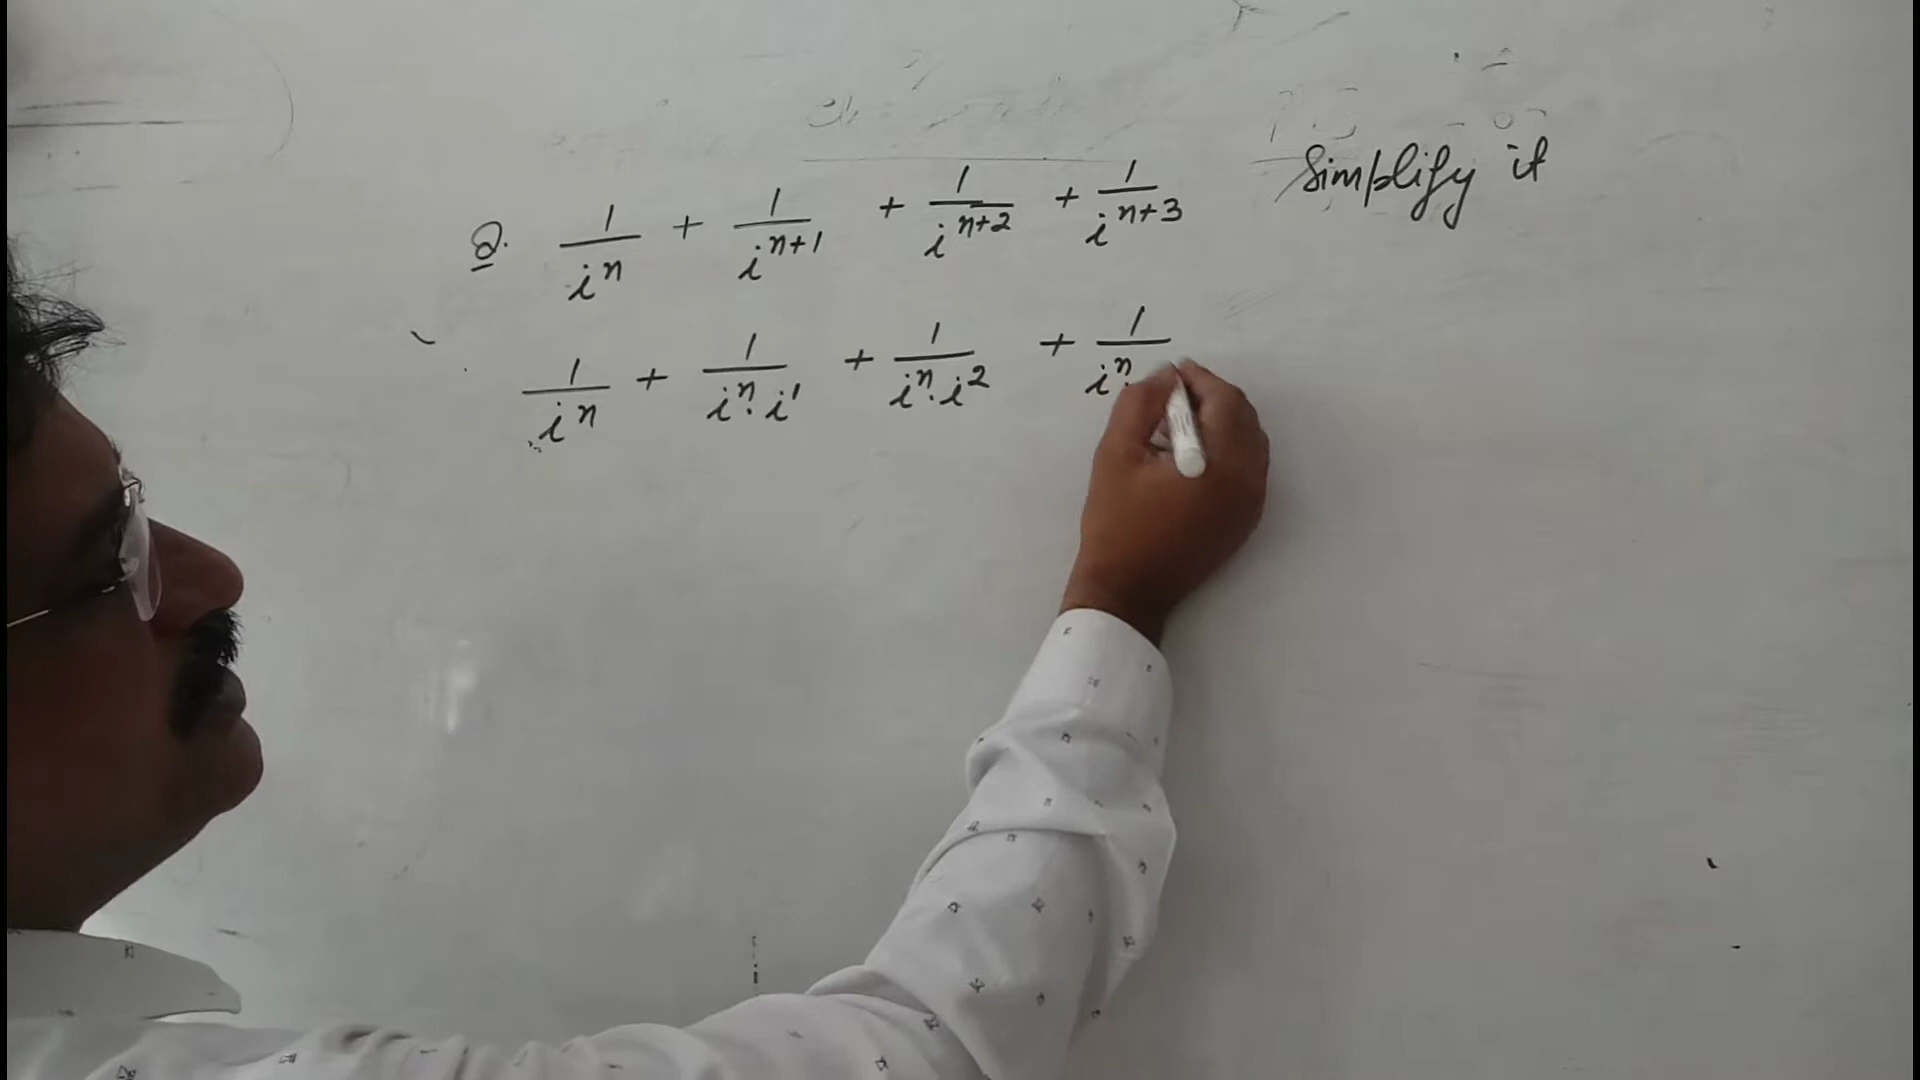 Q. 1/i^n + 1/i^(n+1) + 1/i^(n+2) + 1/i^(n+3) Simplify it
1/i^n + 1/(i^n · i^1) + 1/(i^n · i^2) + 1/(i^n ·